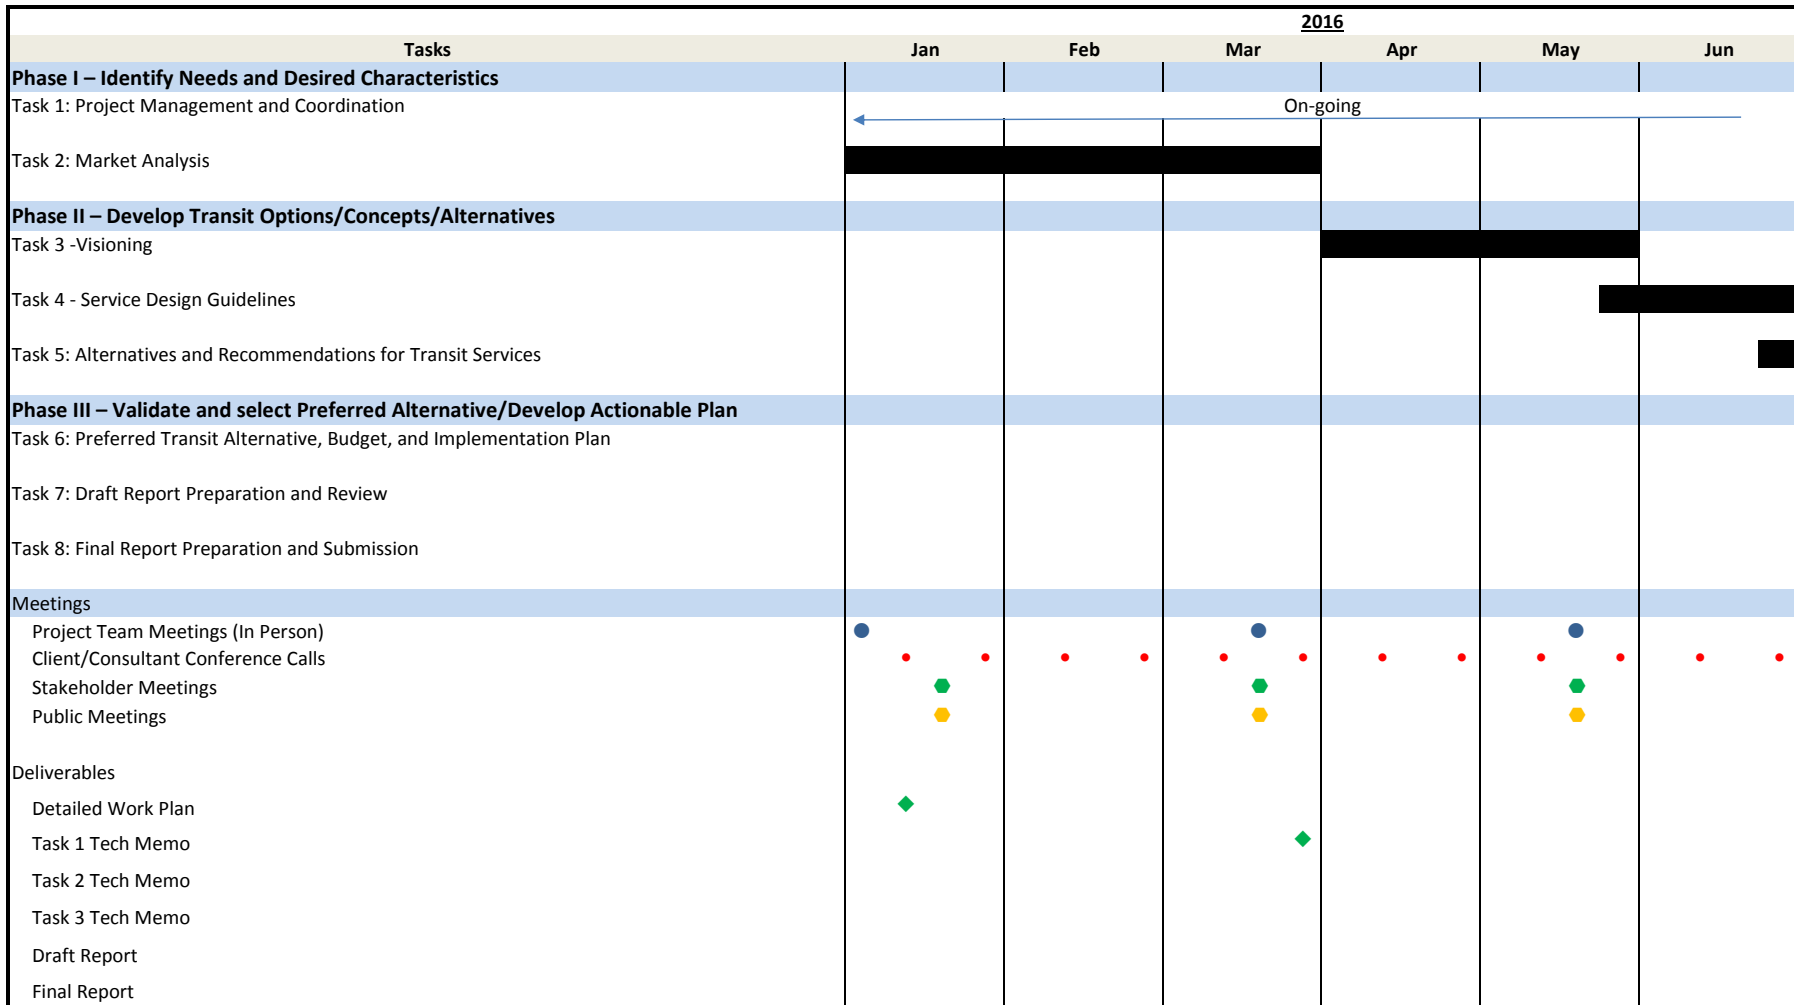 2016
Tasks Jan Feb Mar Apr May Jun
Phase I – Identify Needs and Desired Characteristics
Task 1: Project Management and Coordination On-going
Task 2: Market Analysis
Phase II – Develop Transit Options/Concepts/Alternatives
Task 3 -Visioning
Task 4 - Service Design Guidelines
Task 5: Alternatives and Recommendations for Transit Services
Phase III – Validate and select Preferred Alternative/Develop Actionable Plan
Task 6: Preferred Transit Alternative, Budget, and Implementation Plan
Task 7: Draft Report Preparation and Review
Task 8: Final Report Preparation and Submission
Meetings
Project Team Meetings (In Person)
Client/Consultant Conference Calls
Stakeholder Meetings
Public Meetings
Deliverables
Detailed Work Plan
Task 1 Tech Memo
Task 2 Tech Memo
Task 3 Tech Memo
Draft Report
Final Report